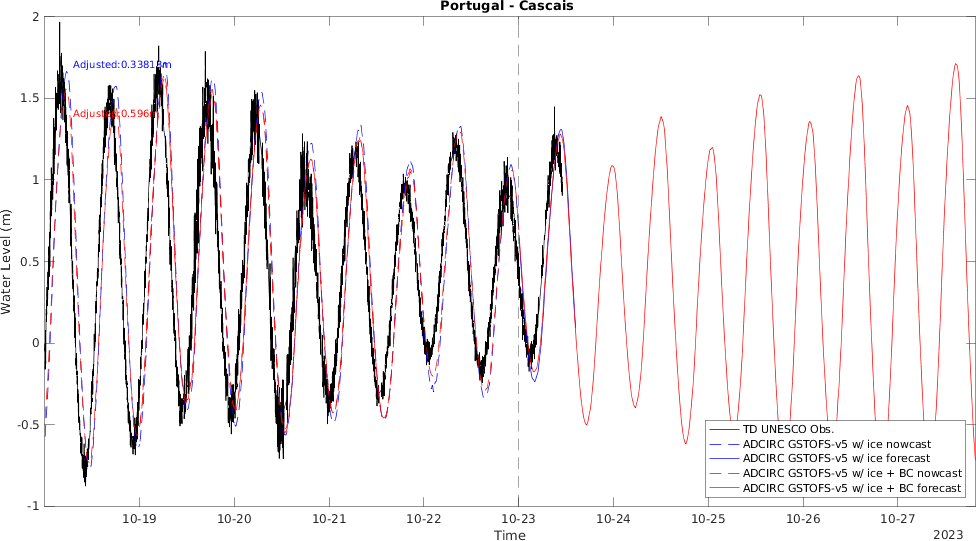 Portugal - Cascais
2
1.5
1
0.5
0
-0.5
-1
Water Level (m)
Adjusted:0.33813m
Adjusted:0.596m
TD UNESCO Obs.
ADCIRC GSTOFS-v5 w/ ice nowcast
ADCIRC GSTOFS-v5 w/ ice forecast
ADCIRC GSTOFS-v5 w/ ice + BC nowcast
ADCIRC GSTOFS-v5 w/ ice + BC forecast
10-19 10-20 10-21 10-22 10-23 10-24 10-25 10-26 10-27
Time
2023